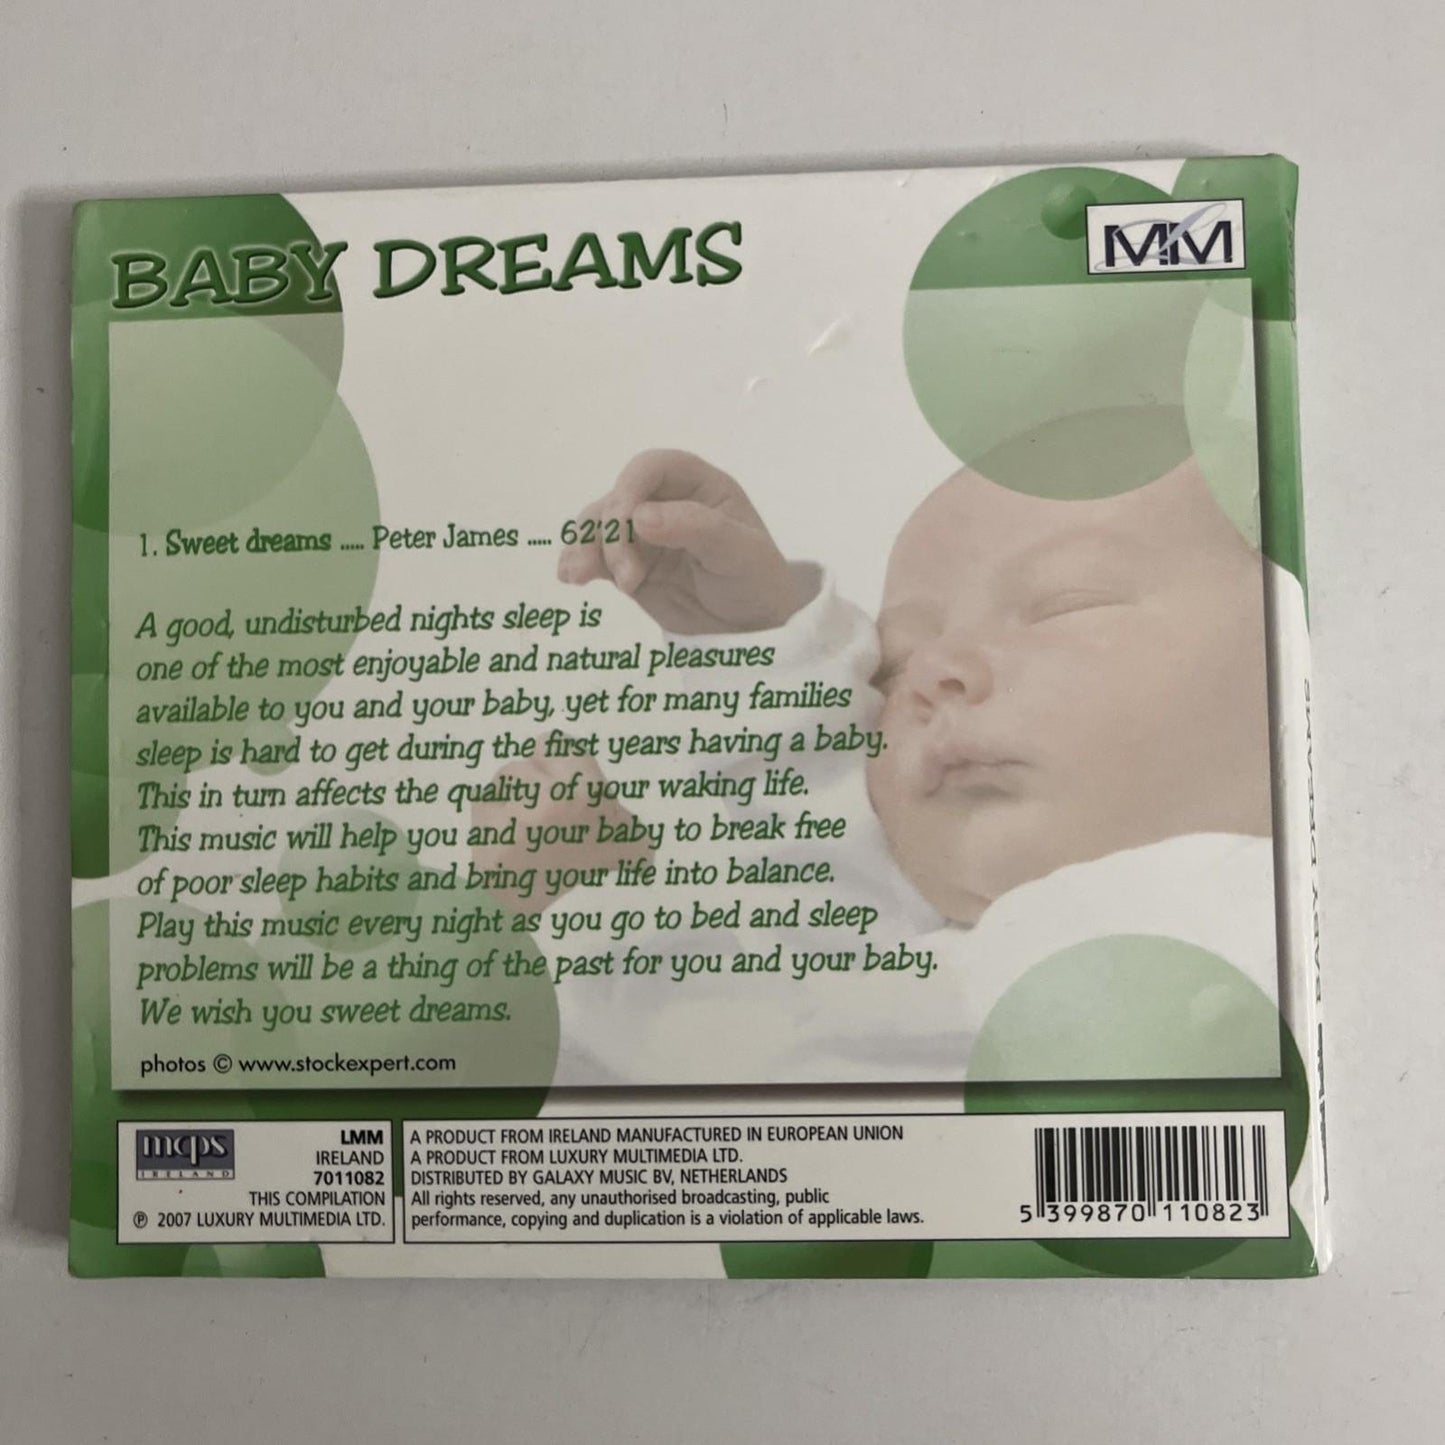 BABY DREAMS
MM
1. Sweet dreams ..... Peter James ..... 62'21
A good, undisturbed nights sleep is
one of the most enjoyable and natural pleasures
available to you and your baby, yet for many families
sleep is hard to get during the first years having a baby.
This in turn affects the quality of your waking life.
This music will help you and your baby to break free
of poor sleep habits and bring your life into balance.
Play this music every night as you go to bed and sleep
problems will be a thing of the past for you and your baby.
We wish you sweet dreams.
photos © www.stockexpert.com
mcps
IRELAND
LMM
IRELAND
7011082
THIS COMPILATION
℗ 2007 LUXURY MULTIMEDIA LTD.
A PRODUCT FROM IRELAND MANUFACTURED IN EUROPEAN UNION
A PRODUCT FROM LUXURY MULTIMEDIA LTD.
DISTRIBUTED BY GALAXY MUSIC BV, NETHERLANDS
All rights reserved, any unauthorised broadcasting, public
performance, copying and duplication is a violation of applicable laws.
5 399870 110823
BABY DREAMS